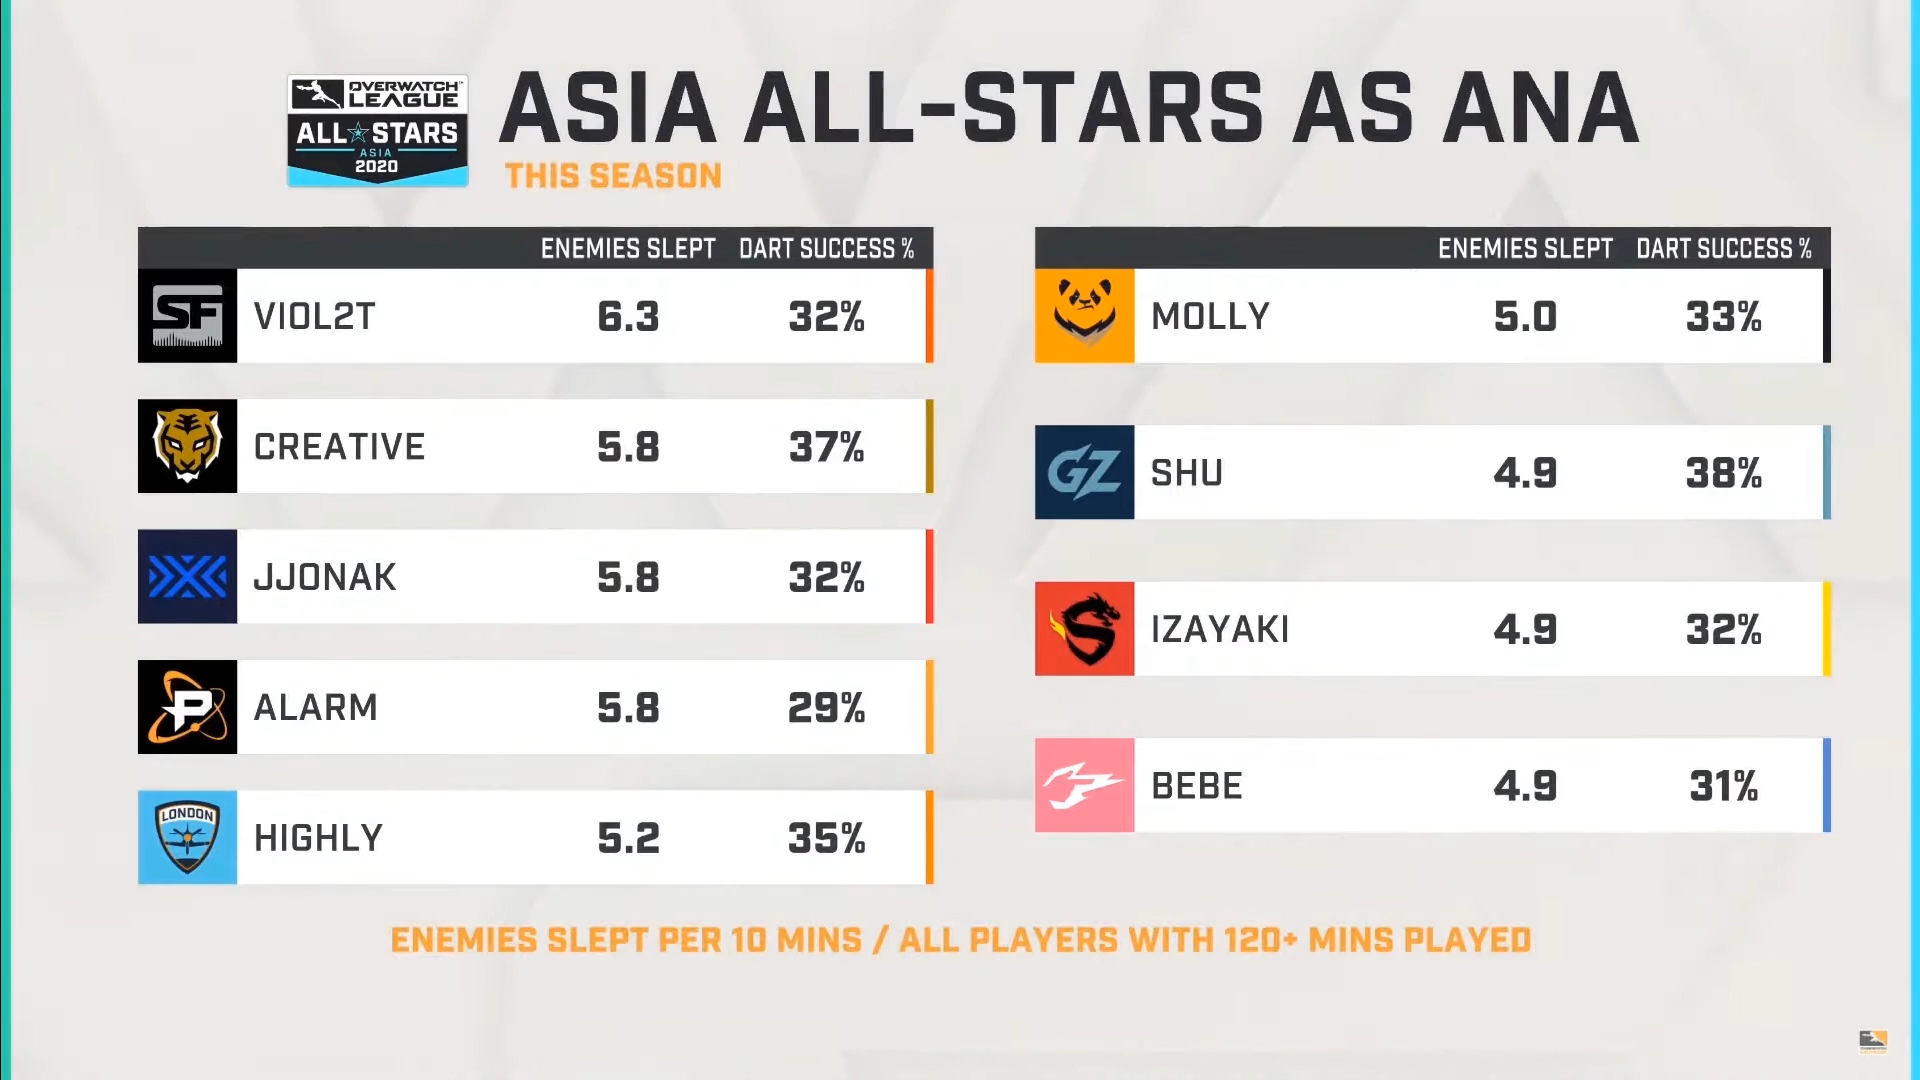 OVERWATCH
LEAGUE
ALL STARS
ASIA
2020
ASIA ALL-STARS AS ANA
THIS SEASON
ENEMIES SLEPT DART SUCCESS %
SF VIOL2T 6.3 32%
CREATIVE 5.8 37%
JJONAK 5.8 32%
P ALARM 5.8 29%
LONDON HIGHLY 5.2 35%
ENEMIES SLEPT DART SUCCESS %
MOLLY 5.0 33%
GZ SHU 4.9 38%
S IZAYAKI 4.9 32%
BEBE 4.9 31%
ENEMIES SLEPT PER 10 MINS / ALL PLAYERS WITH 120+ MINS PLAYED